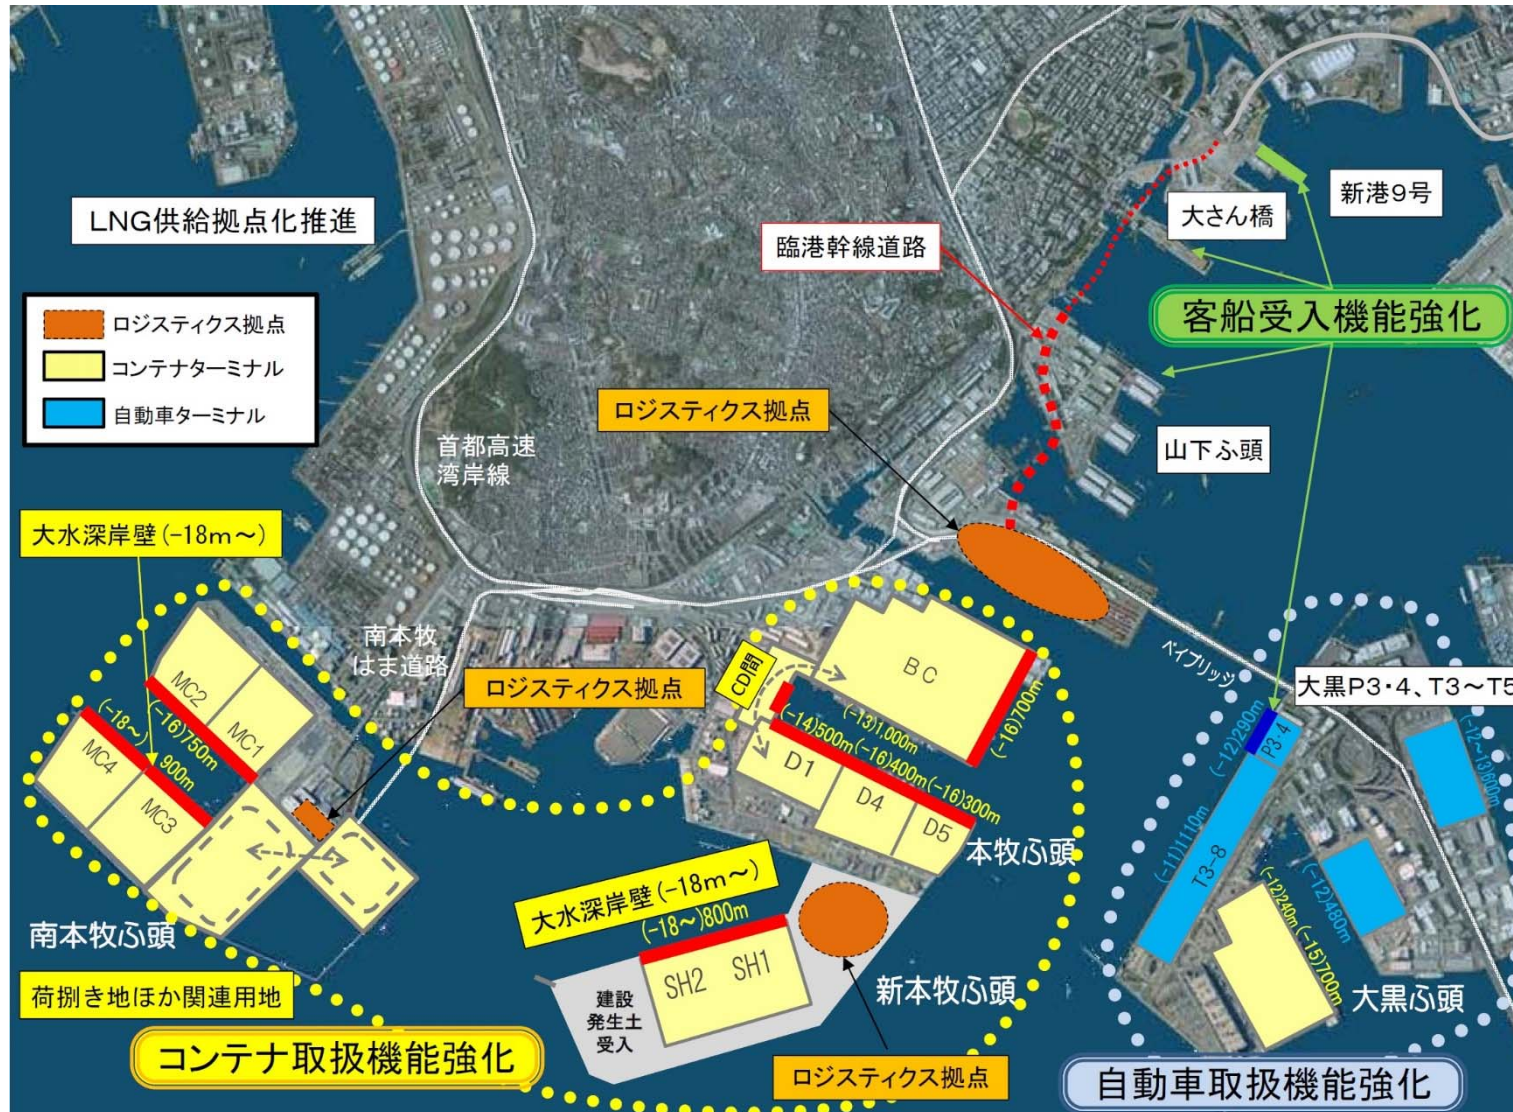 LNG供給拠点化推進
ロジスティクス拠点
コンテナターミナル
自動車ターミナル
大さん橋
新港9号
臨港幹線道路
客船受入機能強化
山下ふ頭
ロジスティクス拠点
首都高速
湾岸線
大水深岸壁(-18m～)
南本牧
はま道路
ロジスティクス拠点
MC2
MC1
(-16)750m
MC4
MC3
(-18～)
900m
南本牧ふ頭
荷捌き地ほか関連用地
コンテナ取扱機能強化
CD間
BC
(-13)1,000m
(-16)700m
(-14)500m(-16)400m(-16)300m
D1
D4
D5
本牧ふ頭
大水深岸壁(-18m～)
(-18～)800m
SH2
SH1
新本牧ふ頭
建設
発生土
受入
ロジスティクス拠点
ベイブリッジ
大黒P3・4、T3～T5
(-12)290m
P3・4
(-11)1110m
T3-8
(-12～13)600m
(-12)480m
(-12)240m(-15)700m
大黒ふ頭
自動車取扱機能強化